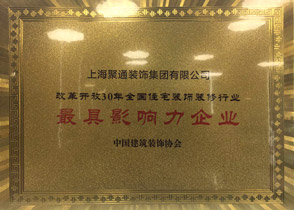 上海聚通装饰集团有限公司
改革开放30年全国住宅装饰装修行业
最具影响力企业
中国建筑装饰协会